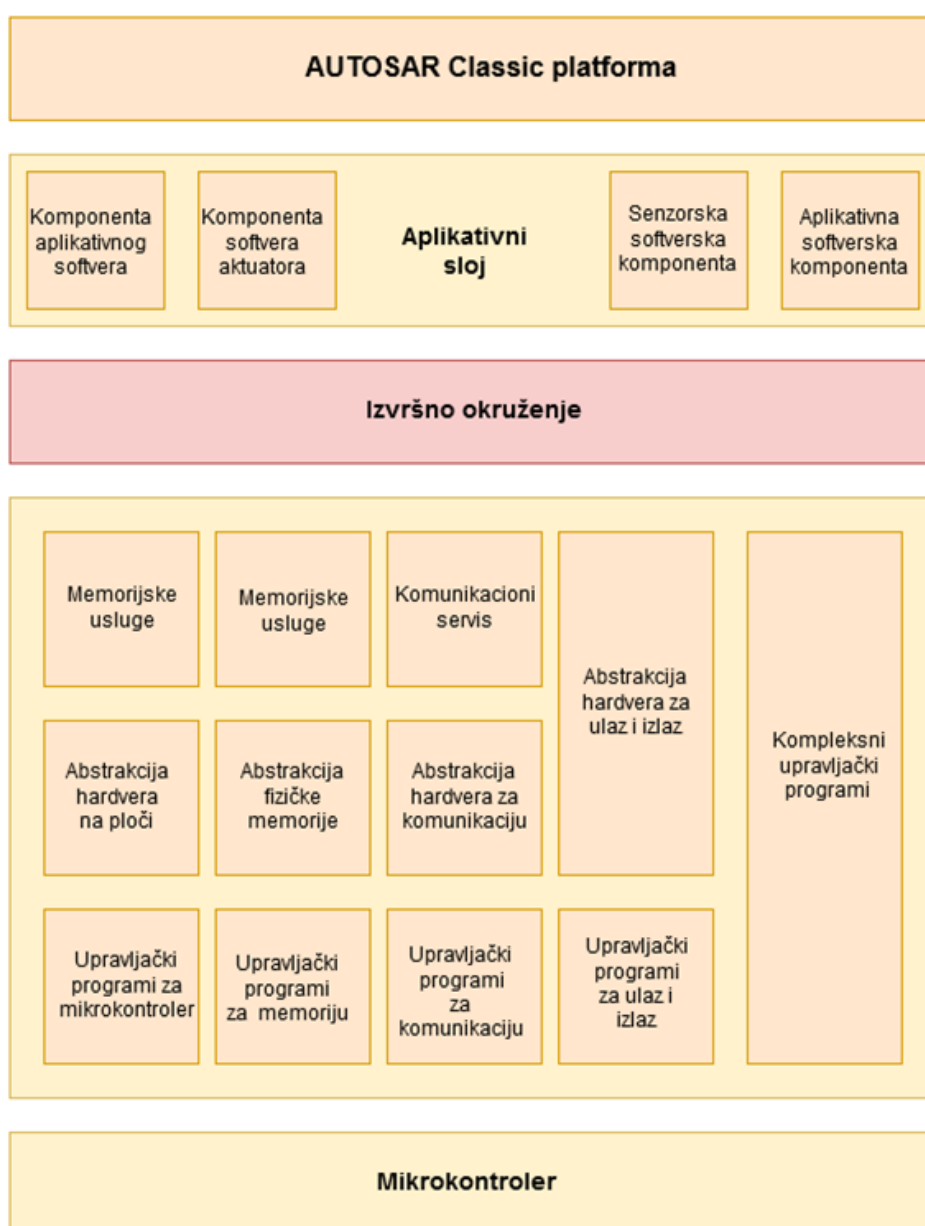 AUTOSAR Classic platforma
Komponenta
aplikativnog
softvera
Komponenta
softvera
aktuatora
Aplikativni
sloj
Senzorska
softverska
komponenta
Aplikativna
softverska
komponenta
Izvršno okruženje
Memorijske
usluge
Memorijske
usluge
Komunikacioni
servis
Abstrakcija
hardvera za
ulaz i izlaz
Kompleksni
upravljački
programi
Abstrakcija
hardvera
na ploči
Abstrakcija
fizičke
memorije
Abstrakcija
hardvera za
komunikaciju
Upravljački
programi za
mikrokontroler
Upravljački
programi
za memoriju
Upravljački
programi
za
komunikaciju
Upravljački
programi
za ulaz i
izlaz
Mikrokontroler